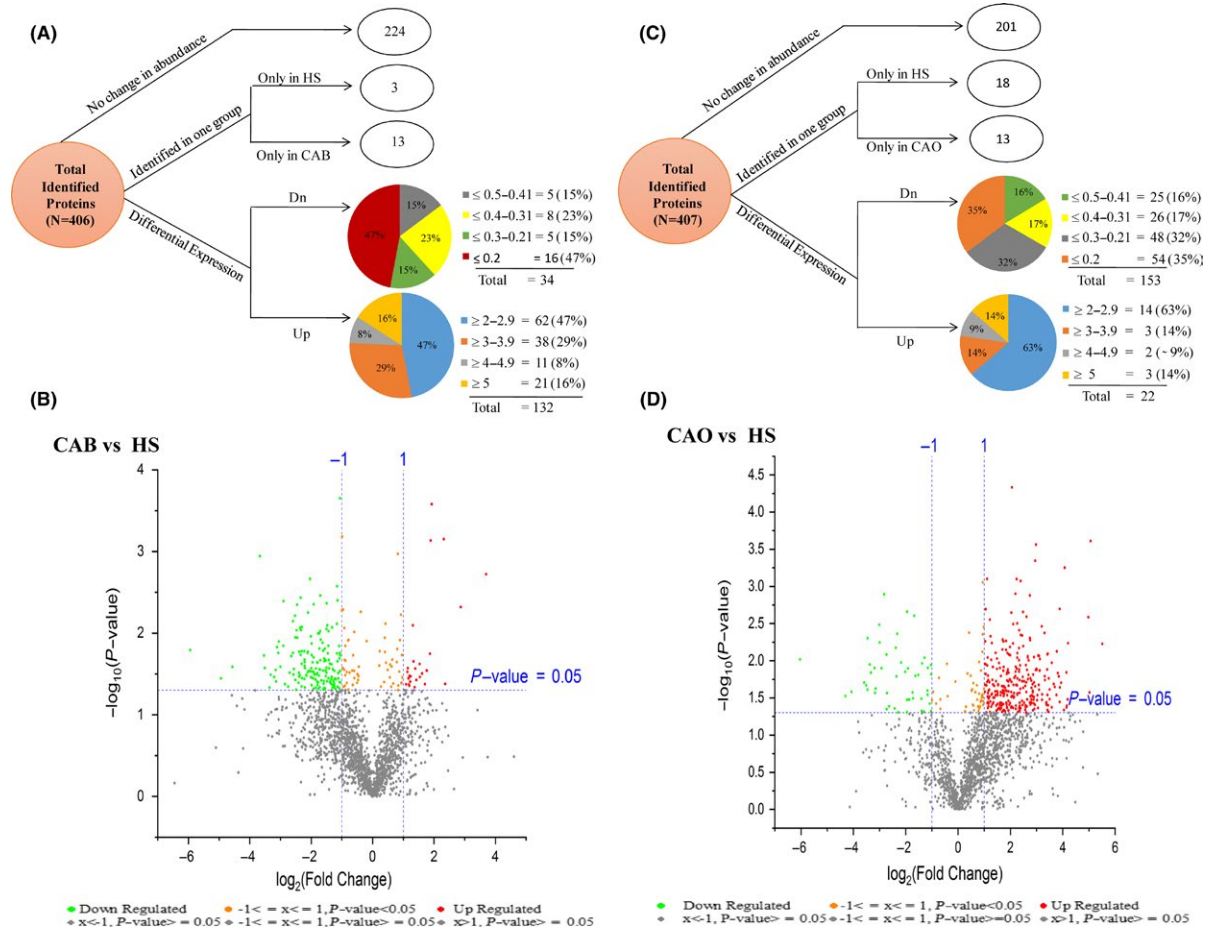 (A)
224
No change in abundance
Only in HS
3
Identified in one group
Only in CAB
13
Total
Identified
Proteins
(N=406)
Differential Expression
Dn
15%
23%
15%
47%
≤ 0.5–0.41 = 5 (15%)
≤ 0.4–0.31 = 8 (23%)
≤ 0.3–0.21 = 5 (15%)
≤ 0.2 = 16 (47%)
Total = 34
Up
16%
8%
47%
29%
≥ 2–2.9 = 62 (47%)
≥ 3–3.9 = 38 (29%)
≥ 4–4.9 = 11 (8%)
≥ 5 = 21 (16%)
Total = 132
(C)
201
No change in abundance
Only in HS
18
Identified in one group
Only in CAO
13
Total
Identified
Proteins
(N=407)
Differential Expression
Dn
16%
35%
17%
32%
≤ 0.5–0.41 = 25 (16%)
≤ 0.4–0.31 = 26 (17%)
≤ 0.3–0.21 = 48 (32%)
≤ 0.2 = 54 (35%)
Total = 153
Up
14%
9%
14%
63%
≥ 2–2.9 = 14 (63%)
≥ 3–3.9 = 3 (14%)
≥ 4–4.9 = 2 (~9%)
≥ 5 = 3 (14%)
Total = 22
(B)
CAB vs HS
–1 1
4
3
2
1
0
–log10(P–value)
P–value = 0.05
–6 –4 –2 0 2 4
log2(Fold Change)
Down Regulated -1< = x< = 1, P-value<0.05 Up Regulated
x<-1, P-value> = 0.05 -1< = x< = 1, P-value> = 0.05 x>1, P-value> = 0.05
(D)
CAO vs HS
–1 1
4.5
4.0
3.5
3.0
2.5
2.0
1.5
1.0
0.5
0.0
–log10(P–value)
P–value = 0.05
–6 –4 –2 0 2 4 6
log2(Fold Change)
Down Regulated -1< = x< = 1, P-value<0.05 Up Regulated
x<-1, P-value> = 0.05 -1< = x< = 1, P-value>=0.05 x>1, P-value> = 0.05